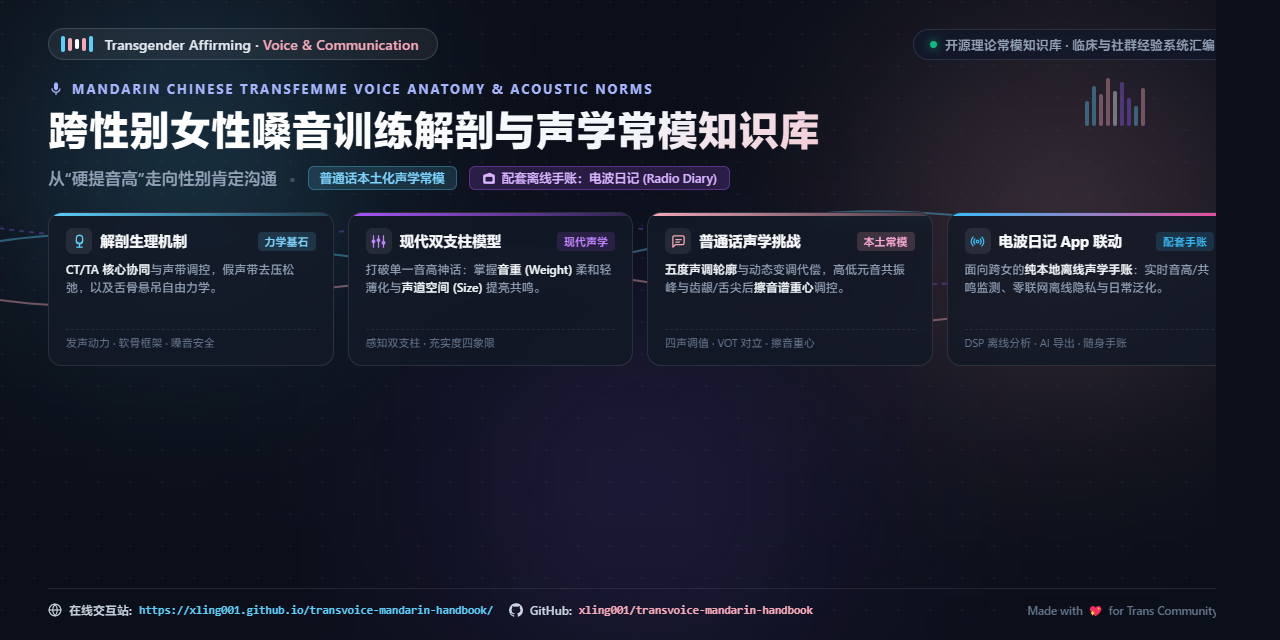 Transgender Affirming · Voice & Communication
开源理论常模知识库 · 临床与社群经验系统汇编
MANDARIN CHINESE TRANSFEMME VOICE ANATOMY & ACOUSTIC NORMS
跨性别女性嗓音训练解剖与声学常模知识库
从“硬提音高”走向性别肯定沟通 • 普通话本土化声学常模 配套离线手账：电波日记 (Radio Diary)
解剖生理机制 力学基石
CT/TA 核心协同与声带调控，假声带去压松
弛，以及舌骨悬吊自由力学。
发声动力 · 软骨框架 · 嗓音安全
现代双支柱模型 现代声学
打破单一音高神话：掌握音重 (Weight) 柔和轻
薄化与声道空间 (Size) 提亮共鸣。
感知双支柱 · 充实度四象限
普通话声学挑战 本土常模
五度声调轮廓与动态变调代偿，高低元音共振
峰与齿龈/舌尖后擦音谱重心调控。
四声调值 · VOT 对立 · 擦音重心
电波日记 App 联动 配套手账
面向跨女的纯本地离线声学手账：实时音高/共
鸣监测、零联网离线隐私与日常泛化。
DSP 离线分析 · AI 导出 · 随身手账
在线交互站: https://xling001.github.io/transvoice-mandarin-handbook/ GitHub: xling001/transvoice-mandarin-handbook
Made with 💖 for Trans Community